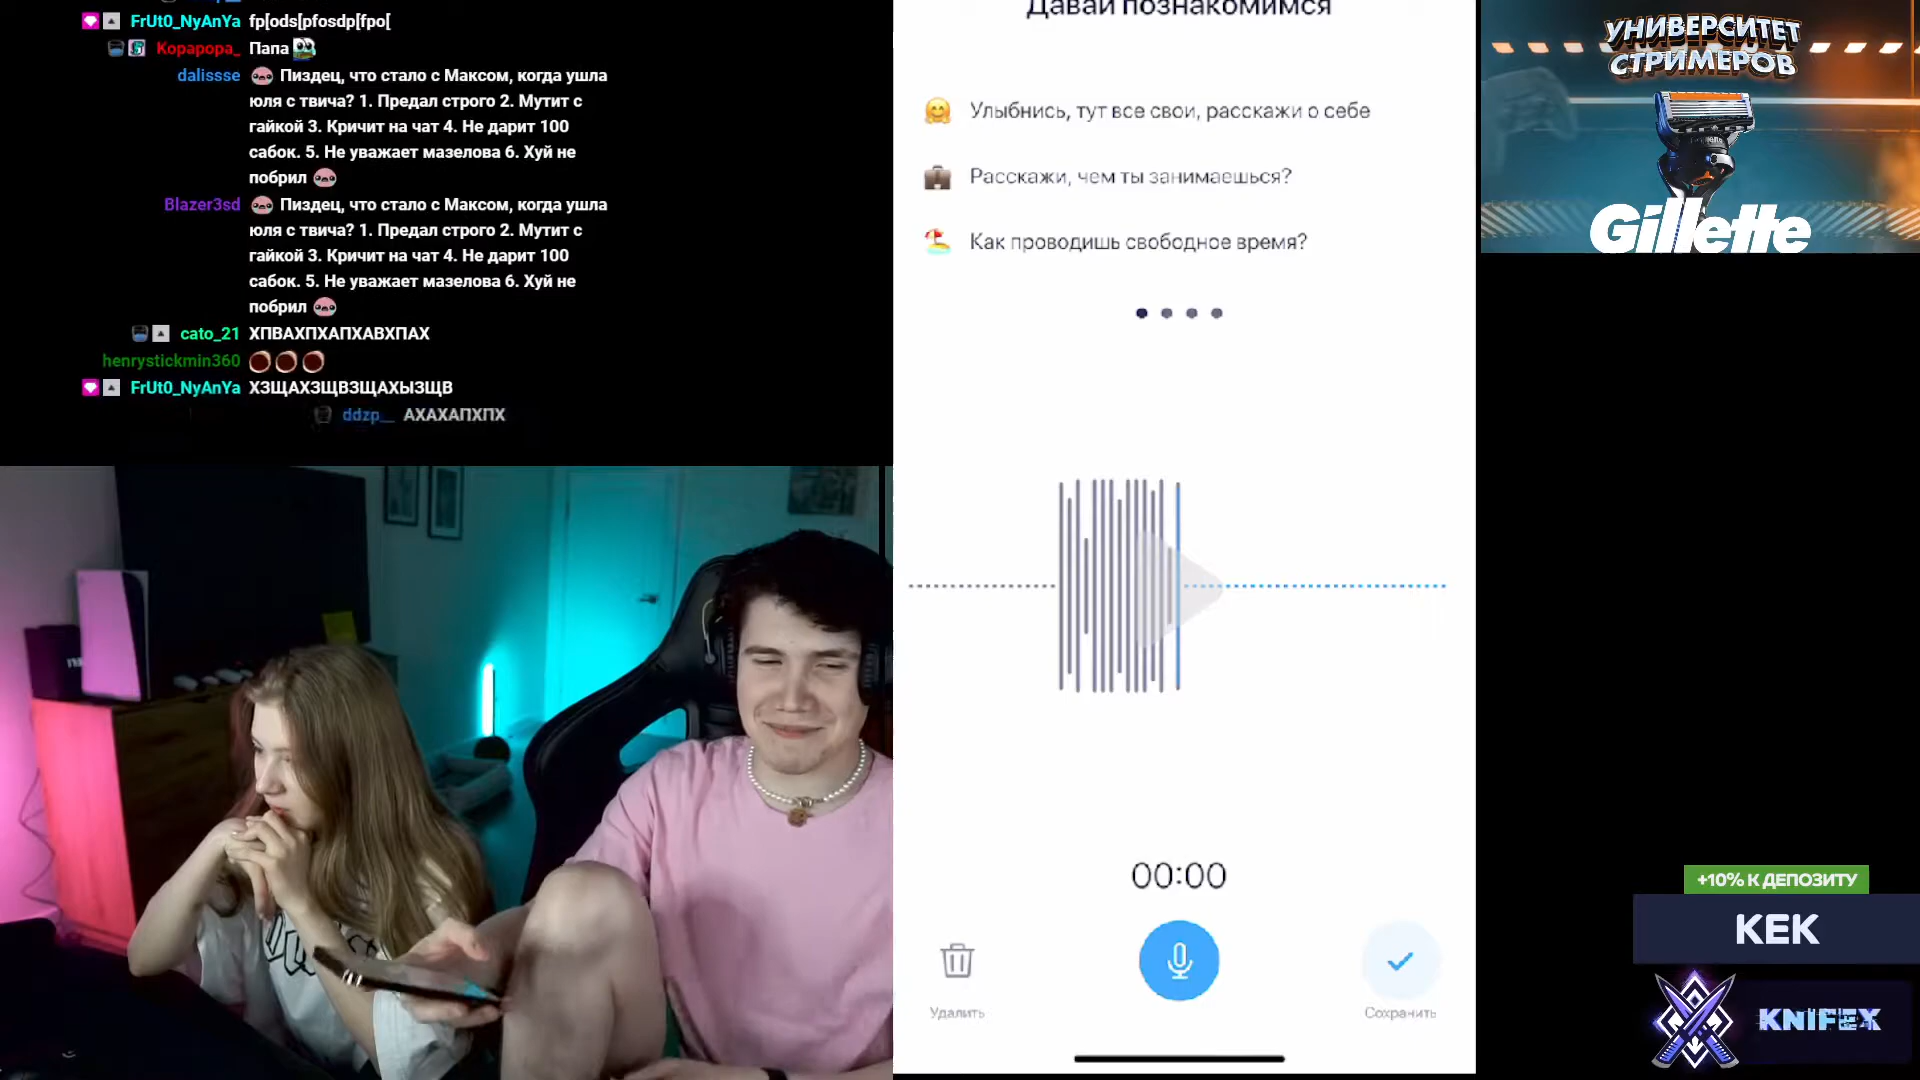 FrUt0_NyAnYa fp[ods[pfosdp[fpo[
Kopapopa_ Папа
dalissse Пиздец, что стало с Максом, когда ушла
юля с твича? 1. Предал строго 2. Мутит с
гайкой 3. Кричит на чат 4. Не дарит 100
сабок. 5. Не уважает мазелова 6. Хуй не
побрил
Blazer3sd Пиздец, что стало с Максом, когда ушла
юля с твича? 1. Предал строго 2. Мутит с
гайкой 3. Кричит на чат 4. Не дарит 100
сабок. 5. Не уважает мазелова 6. Хуй не
побрил
cato_21 ХПВАХПХАПХАВХПАХ
henrystickmin360
FrUt0_NyAnYa ХЗЩАХЗЩВЗЩАХЫЗЩВ
ddzp__ АХАХАПХПХ
Давай познакомимся
Улыбнись, тут все свои, расскажи о себе
Расскажи, чем ты занимаешься?
Как проводишь свободное время?
00:00
Удалить
Сохранить
УНИВЕРСИТЕТ
СТРИМЕРОВ
Gillette
+10% К ДЕПОЗИТУ
КЕК
KNIFEX